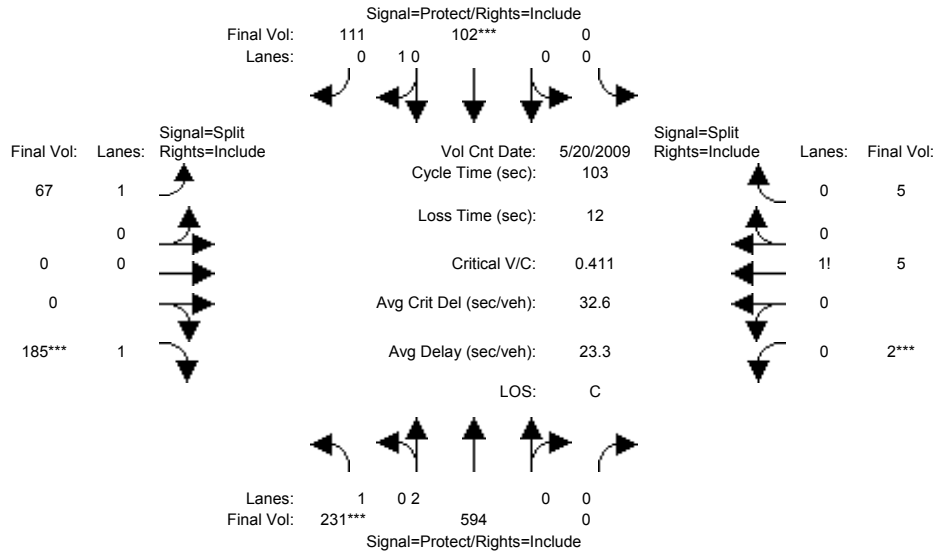 Signal=Protect/Rights=Include
Final Vol: 111 102*** 0
Lanes: 0 1 0 0 0
Signal=Split
Rights=Include
Signal=Split
Rights=Include
Final Vol: Lanes: Vol Cnt Date: 5/20/2009 Lanes: Final Vol:
Cycle Time (sec): 103
67 1 0 5
Loss Time (sec): 12
0 0
0 0 Critical V/C: 0.411 1! 5
0 Avg Crit Del (sec/veh): 32.6 0
185*** 1 Avg Delay (sec/veh): 23.3 0 2***
LOS: C
Lanes: 1 0 2 0 0
Final Vol: 231*** 594 0
Signal=Protect/Rights=Include